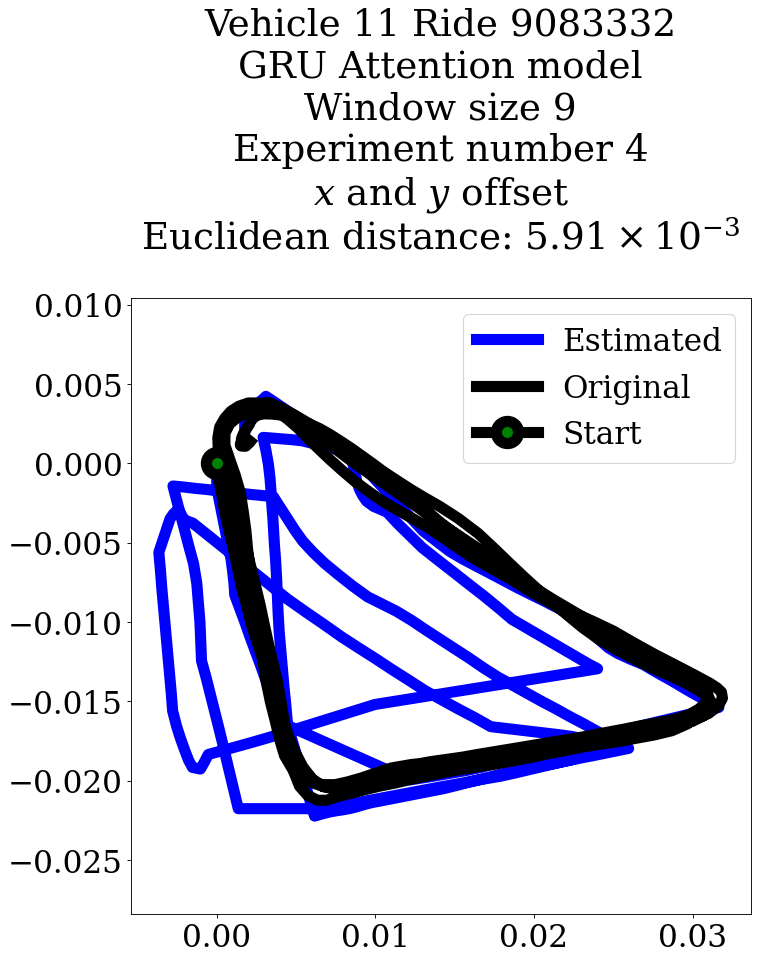 Vehicle 11 Ride 9083332
GRU Attention model
Window size 9
Experiment number 4
x and y offset
Euclidean distance: 5.91 × 10⁻³
0.010
0.005
0.000
−0.005
−0.010
−0.015
−0.020
−0.025
Estimated
Original
Start
0.00 0.01 0.02 0.03